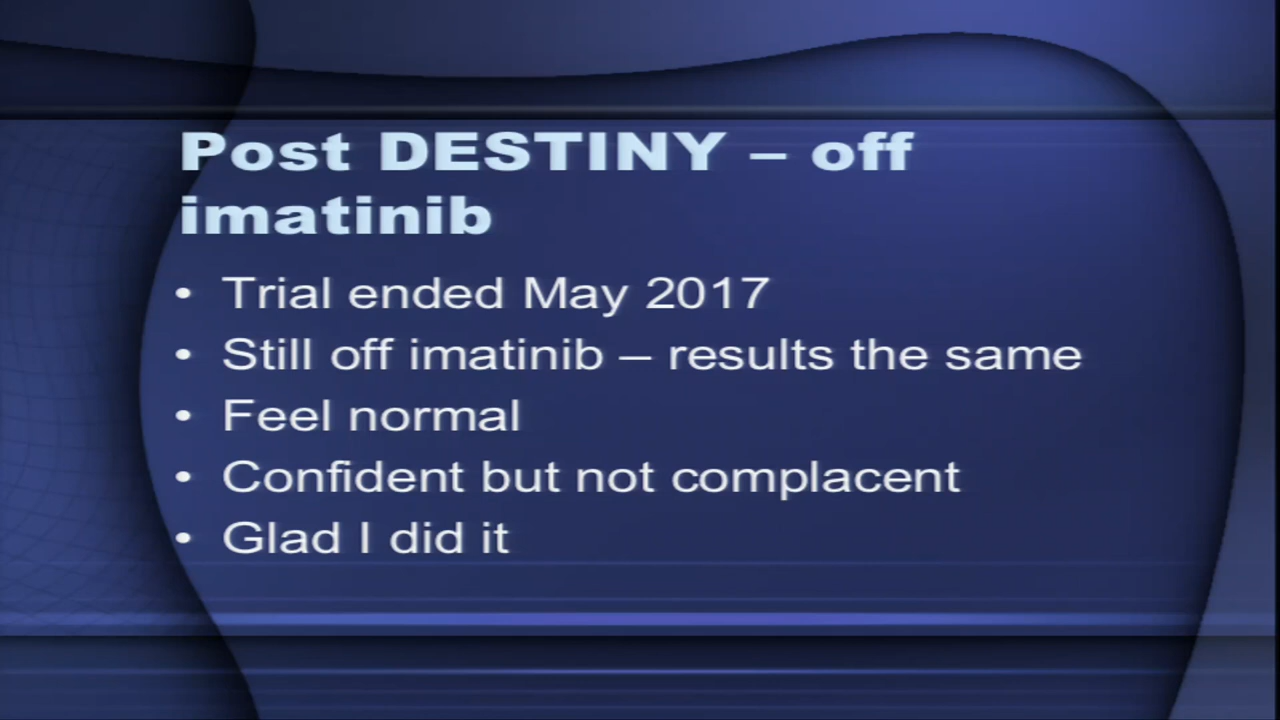 Post DESTINY – off
imatinib
• Trial ended May 2017
• Still off imatinib – results the same
• Feel normal
• Confident but not complacent
• Glad I did it